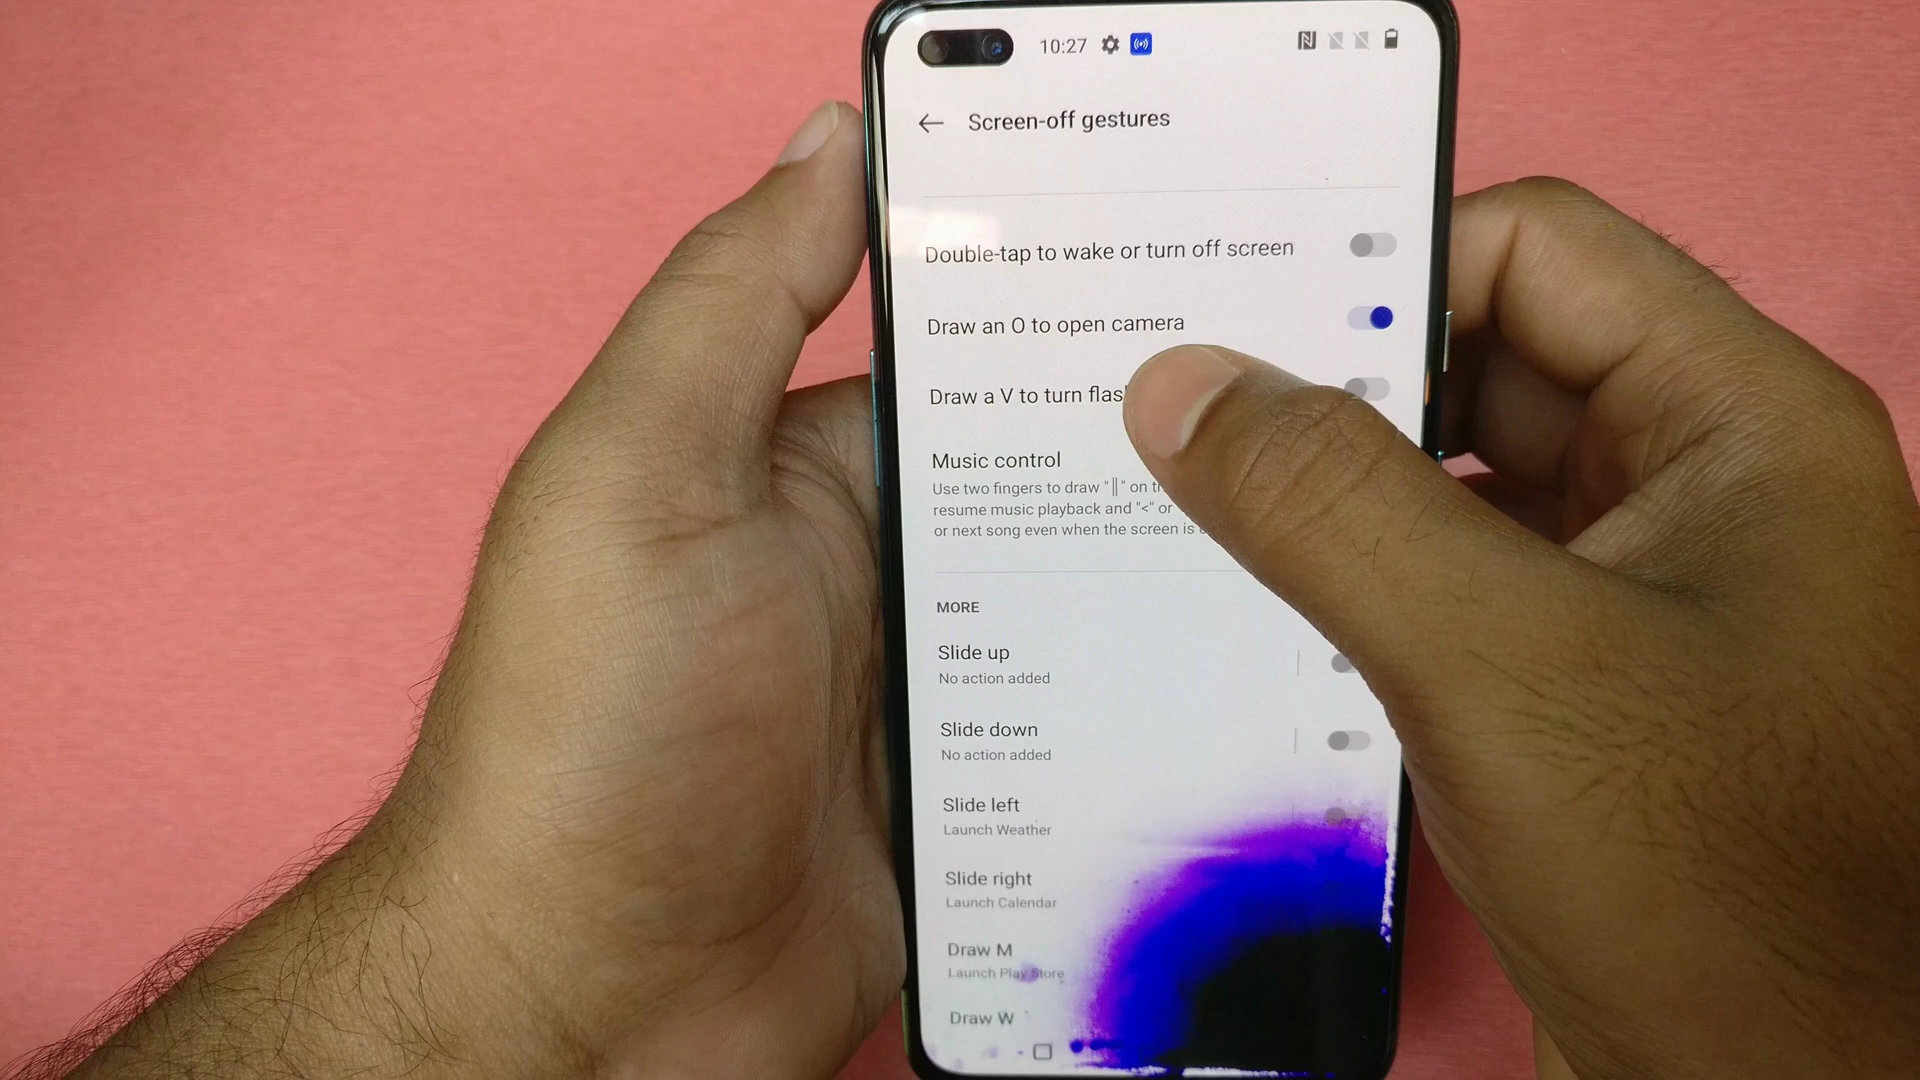 10:27
Screen-off gestures
Double-tap to wake or turn off screen
Draw an O to open camera
Draw a V to turn
Music control
Use two fingers to draw "||" on
resume music playback and "<" or
or next song even when the screen is
MORE
Slide up
No action added
Slide down
No action added
Slide left
Launch Weather
Slide right
Launch Calendar
Draw M
Launch Play Store
Draw W